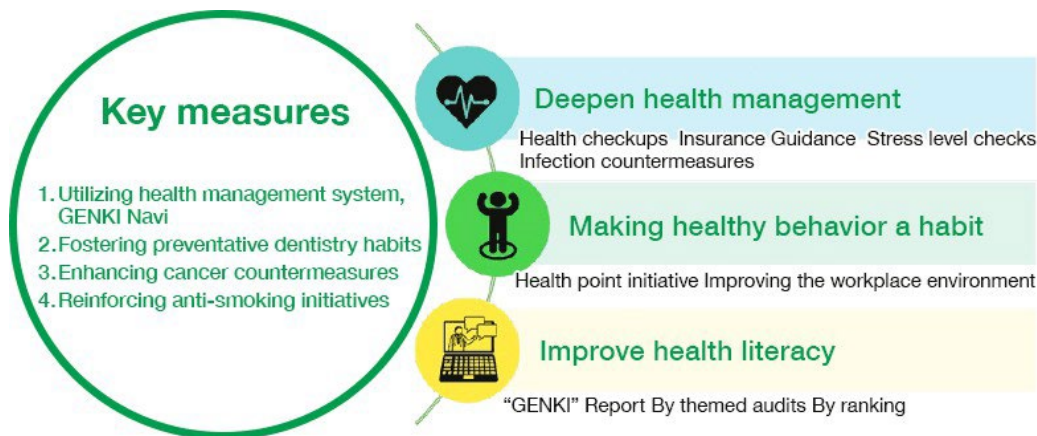 Key measures
1. Utilizing health management system,
GENKI Navi
2. Fostering preventative dentistry habits
3. Enhancing cancer countermeasures
4. Reinforcing anti-smoking initiatives
Deepen health management
Health checkups Insurance Guidance Stress level checks
Infection countermeasures
Making healthy behavior a habit
Health point initiative Improving the workplace environment
Improve health literacy
“GENKI” Report By themed audits By ranking